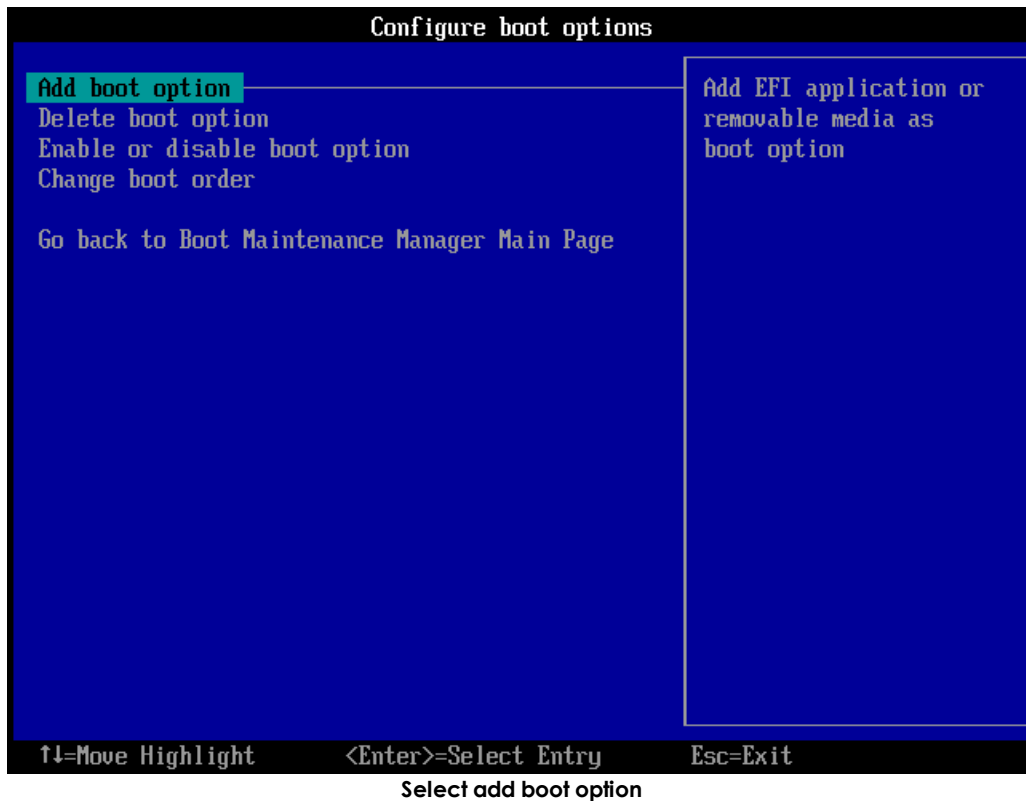 Configure boot options
Add boot option
Delete boot option
Enable or disable boot option
Change boot order
Go back to Boot Maintenance Manager Main Page
Add EFI application or
removable media as
boot option
↑↓=Move Highlight <Enter>=Select Entry Esc=Exit
Select add boot option